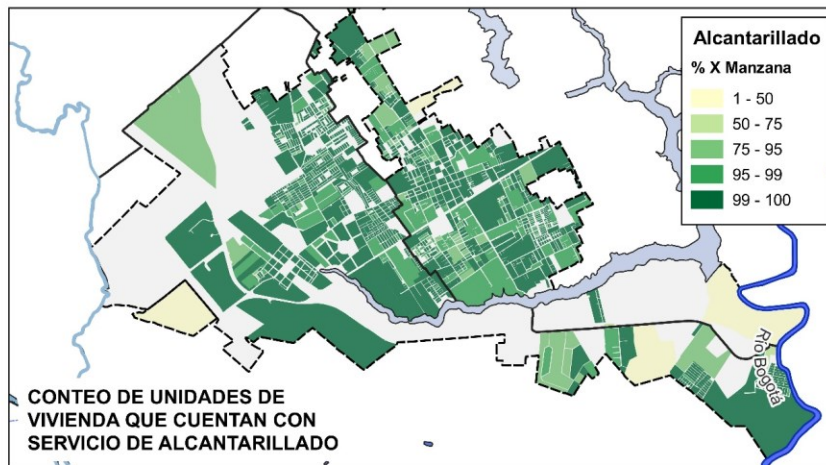 Alcantarillado
% X Manzana
1 - 50
50 - 75
75 - 95
95 - 99
99 - 100
Río Bogotá
CONTEO DE UNIDADES DE
VIVIENDA QUE CUENTAN CON
SERVICIO DE ALCANTARILLADO